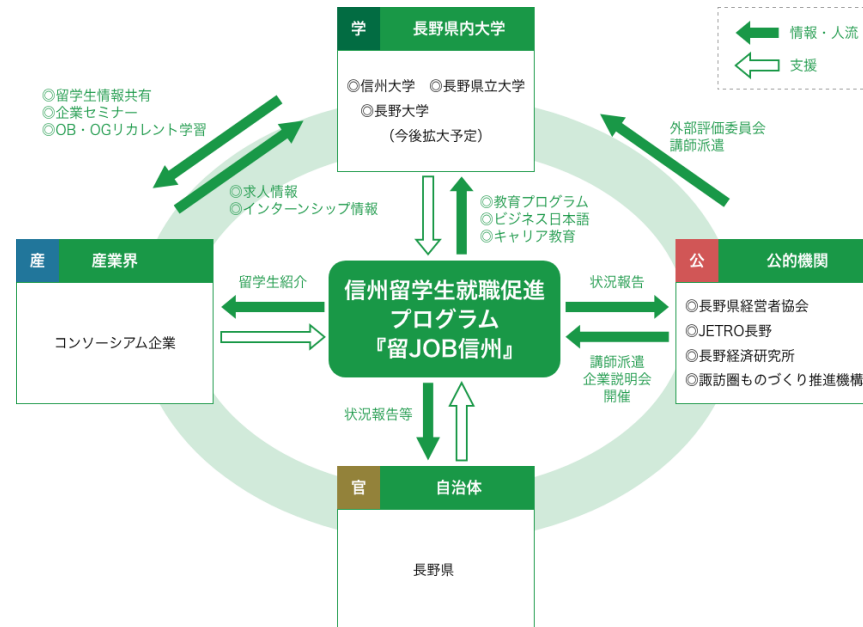 学 長野県内大学
◎信州大学 ◎長野県立大学
◎長野大学
(今後拡大予定)
情報・人流
支援
◎留学生情報共有
◎企業セミナー
◎OB・OGリカレント学習
外部評価委員会
講師派遣
◎求人情報
◎インターンシップ情報
◎教育プログラム
◎ビジネス日本語
◎キャリア教育
産 産業界
コンソーシアム企業
留学生紹介
信州留学生就職促進
プログラム
『留JOB信州』
状況報告
講師派遣
企業説明会
開催
公 公的機関
◎長野県経営者協会
◎JETRO長野
◎長野経済研究所
◎諏訪圏ものづくり推進機構
状況報告等
官 自治体
長野県